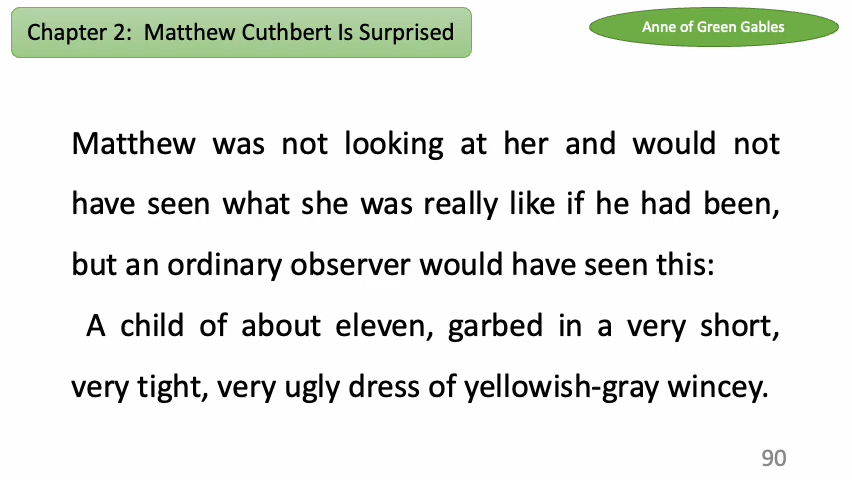 Chapter 2:  Matthew Cuthbert Is Surprised
Anne of Green Gables
Matthew was not looking at her and would not
have seen what she was really like if he had been,
but an ordinary observer would have seen this:
A child of about eleven, garbed in a very short,
very tight, very ugly dress of yellowish-gray wincey.
90